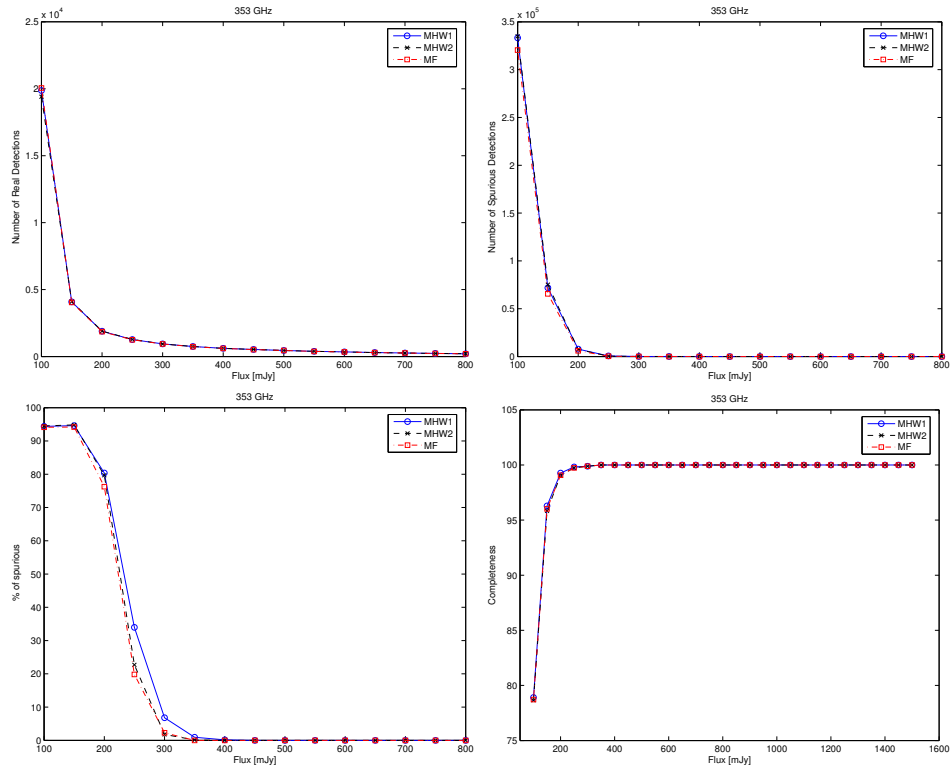 353 GHz
x 10^4
2.5
2
1.5
1
0.5
0
Number of Real Detections
100 200 300 400 500 600 700 800
Flux [mJy]
MHW1
MHW2
MF
353 GHz
x 10^5
3.5
3
2.5
2
1.5
1
0.5
0
Number of Spurious Detections
100 200 300 400 500 600 700 800
Flux [mJy]
MHW1
MHW2
MF
353 GHz
100
90
80
70
60
50
40
30
20
10
0
% of spurious
100 200 300 400 500 600 700 800
Flux [mJy]
MHW1
MHW2
MF
353 GHz
105
100
95
90
85
80
75
Completeness
200 400 600 800 1000 1200 1400 1600
Flux [mJy]
MHW1
MHW2
MF